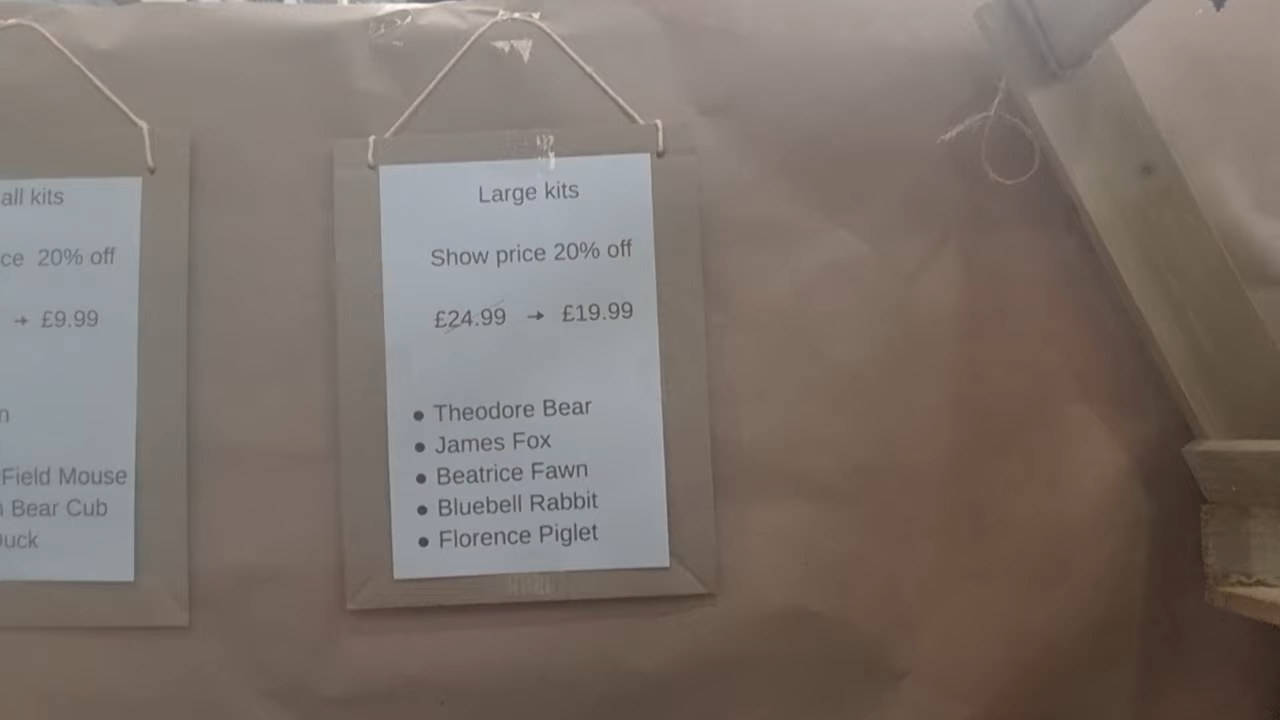 all kits
ce 20% off
→ £9.99
n
Field Mouse
Bear Cub
Duck
Large kits
Show price 20% off
£24.99 → £19.99
● Theodore Bear
● James Fox
● Beatrice Fawn
● Bluebell Rabbit
● Florence Piglet